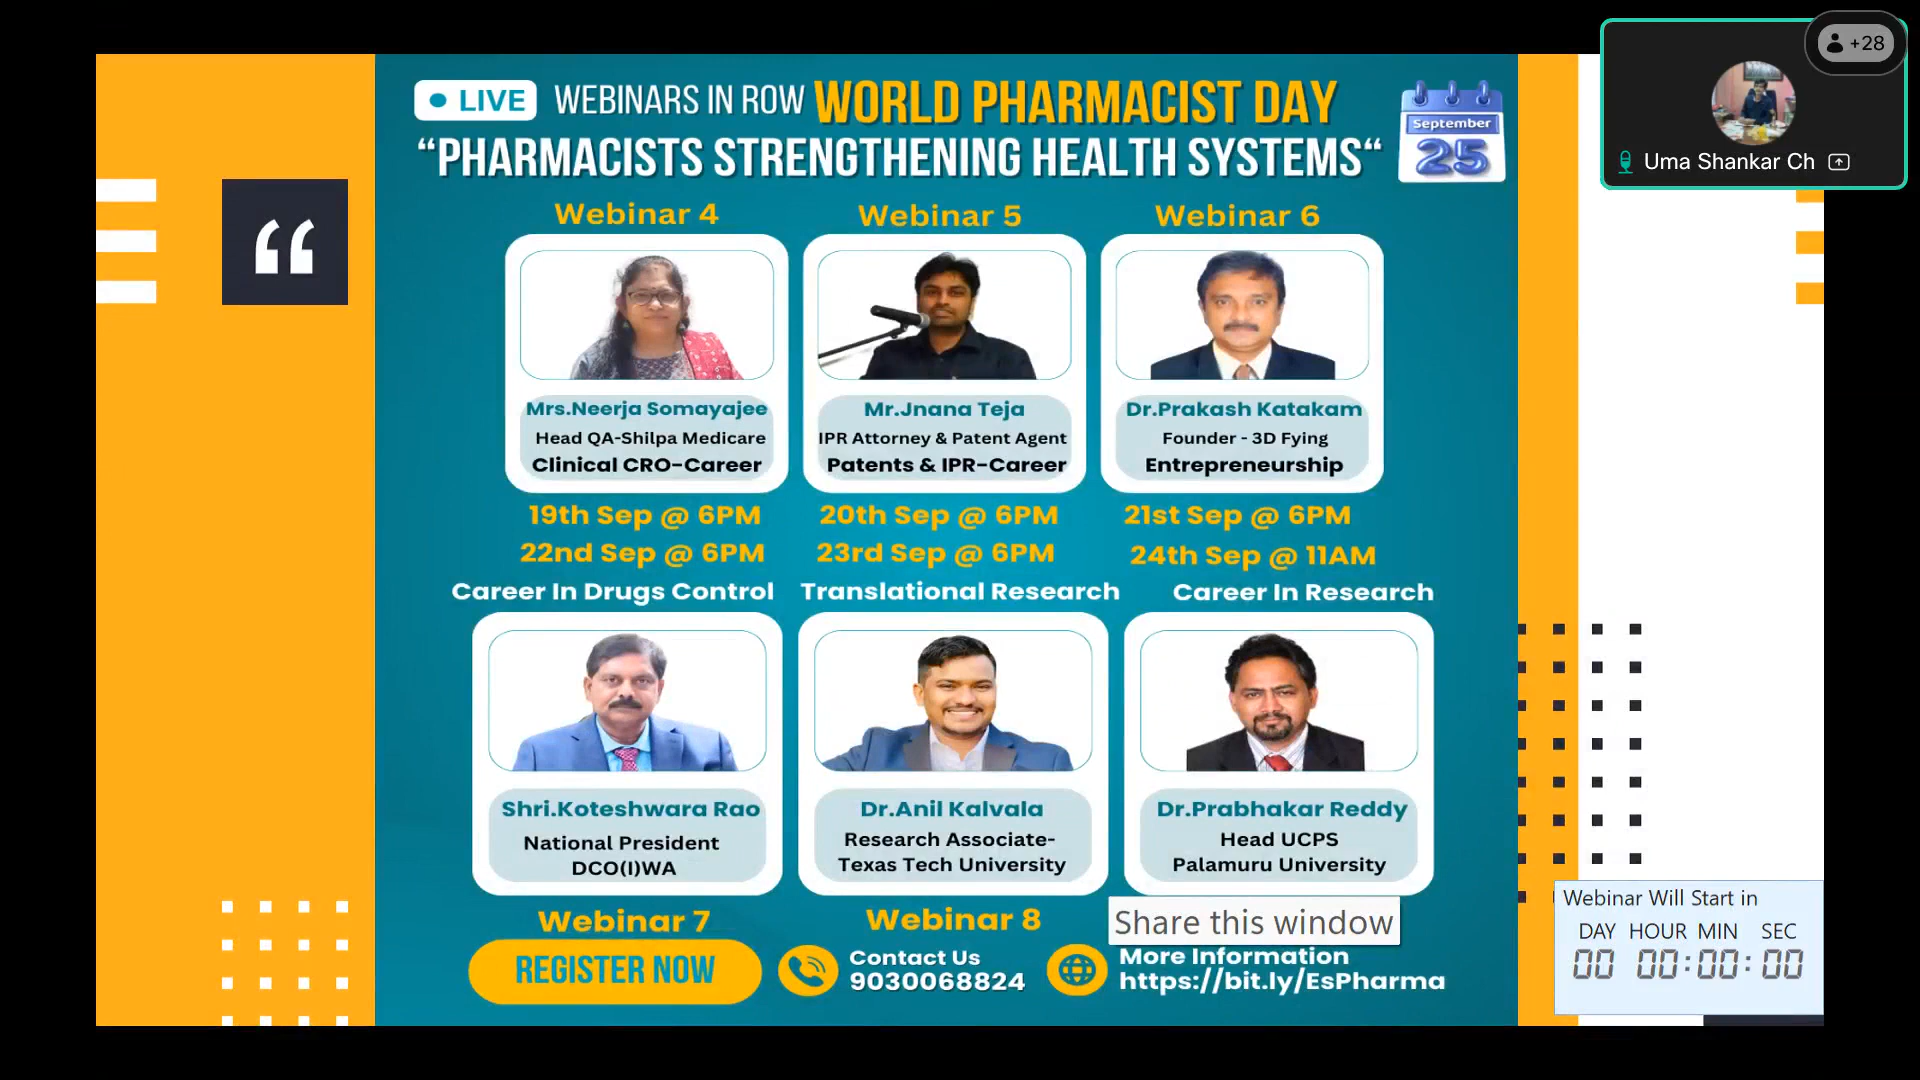 LIVE WEBINARS IN ROW WORLD PHARMACIST DAY
“PHARMACISTS STRENGTHENING HEALTH SYSTEMS“
September
25
+28
Uma Shankar Ch
“
Webinar 4 Webinar 5 Webinar 6
Mrs.Neerja Somayajee
Head QA-Shilpa Medicare
Clinical CRO-Career
Mr.Jnana Teja
IPR Attorney & Patent Agent
Patents & IPR-Career
Dr.Prakash Katakam
Founder - 3D Fying
Entrepreneurship
19th Sep @ 6PM 20th Sep @ 6PM 21st Sep @ 6PM
22nd Sep @ 6PM 23rd Sep @ 6PM 24th Sep @ 11AM
Career In Drugs Control Translational Research Career In Research
Shri.Koteshwara Rao
National President
DCO(I)WA
Dr.Anil Kalvala
Research Associate-
Texas Tech University
Dr.Prabhakar Reddy
Head UCPS
Palamuru University
Webinar 7 Webinar 8
Share this window
REGISTER NOW
Contact Us
9030068824
More Information
https://bit.ly/EsPharma
Webinar Will Start in
DAY HOUR MIN SEC
00 00:00:00